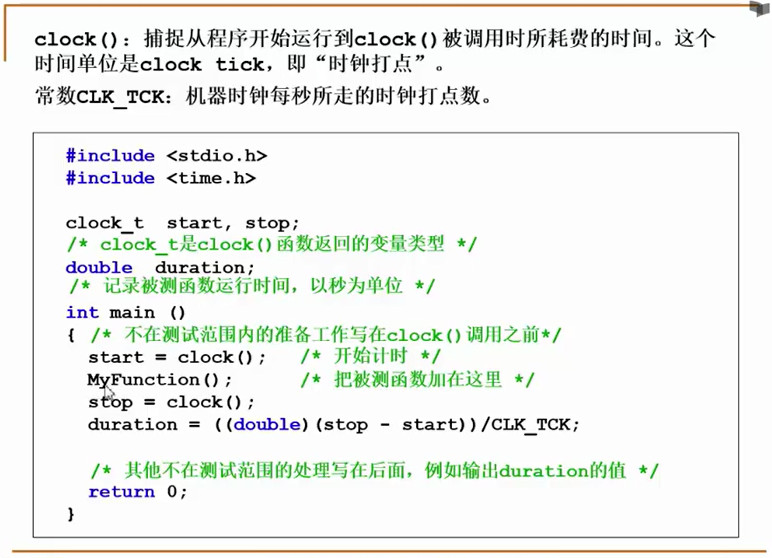 clock()：捕捉从程序开始运行到clock()被调用时所耗费的时间。这个
时间单位是clock tick，即“时钟打点”。
常数CLK_TCK：机器时钟每秒所走的时钟打点数。
#include <stdio.h>
#include <time.h>
clock_t  start, stop;
/* clock_t是clock()函数返回的变量类型 */
double  duration;
/* 记录被测函数运行时间，以秒为单位 */
int main ()
{ /* 不在测试范围内的准备工作写在clock()调用之前*/
start = clock();   /* 开始计时 */
MyFunction();      /* 把被测函数加在这里 */
stop = clock();
duration = ((double)(stop - start))/CLK_TCK;
/* 其他不在测试范围的处理写在后面，例如输出duration的值 */
return 0;
}